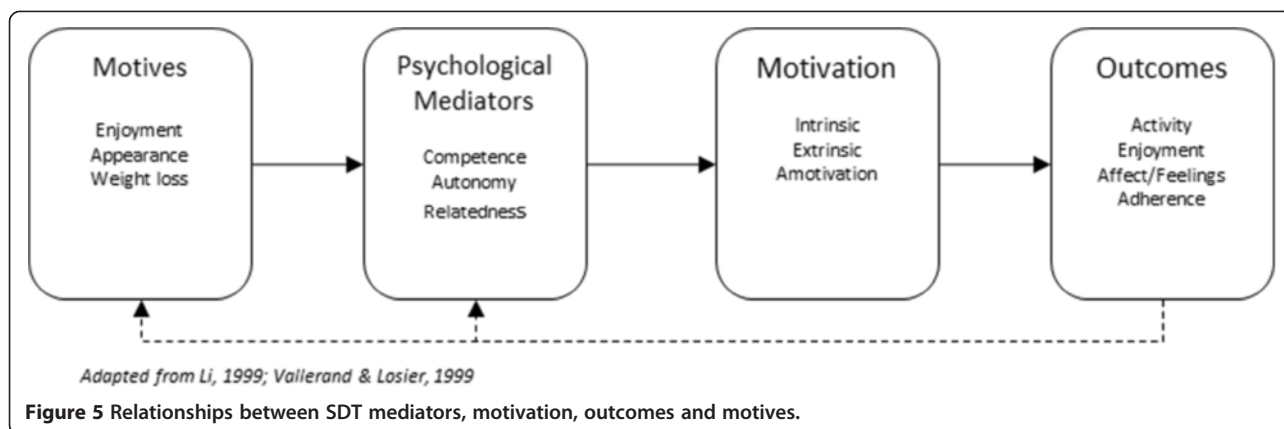 Motives
Enjoyment
Appearance
Weight loss
Psychological
Mediators
Competence
Autonomy
Relatedness
Motivation
Intrinsic
Extrinsic
Amotivation
Outcomes
Activity
Enjoyment
Affect/Feelings
Adherence
Adapted from Li, 1999; Vallerand & Losier, 1999
Figure 5 Relationships between SDT mediators, motivation, outcomes and motives.